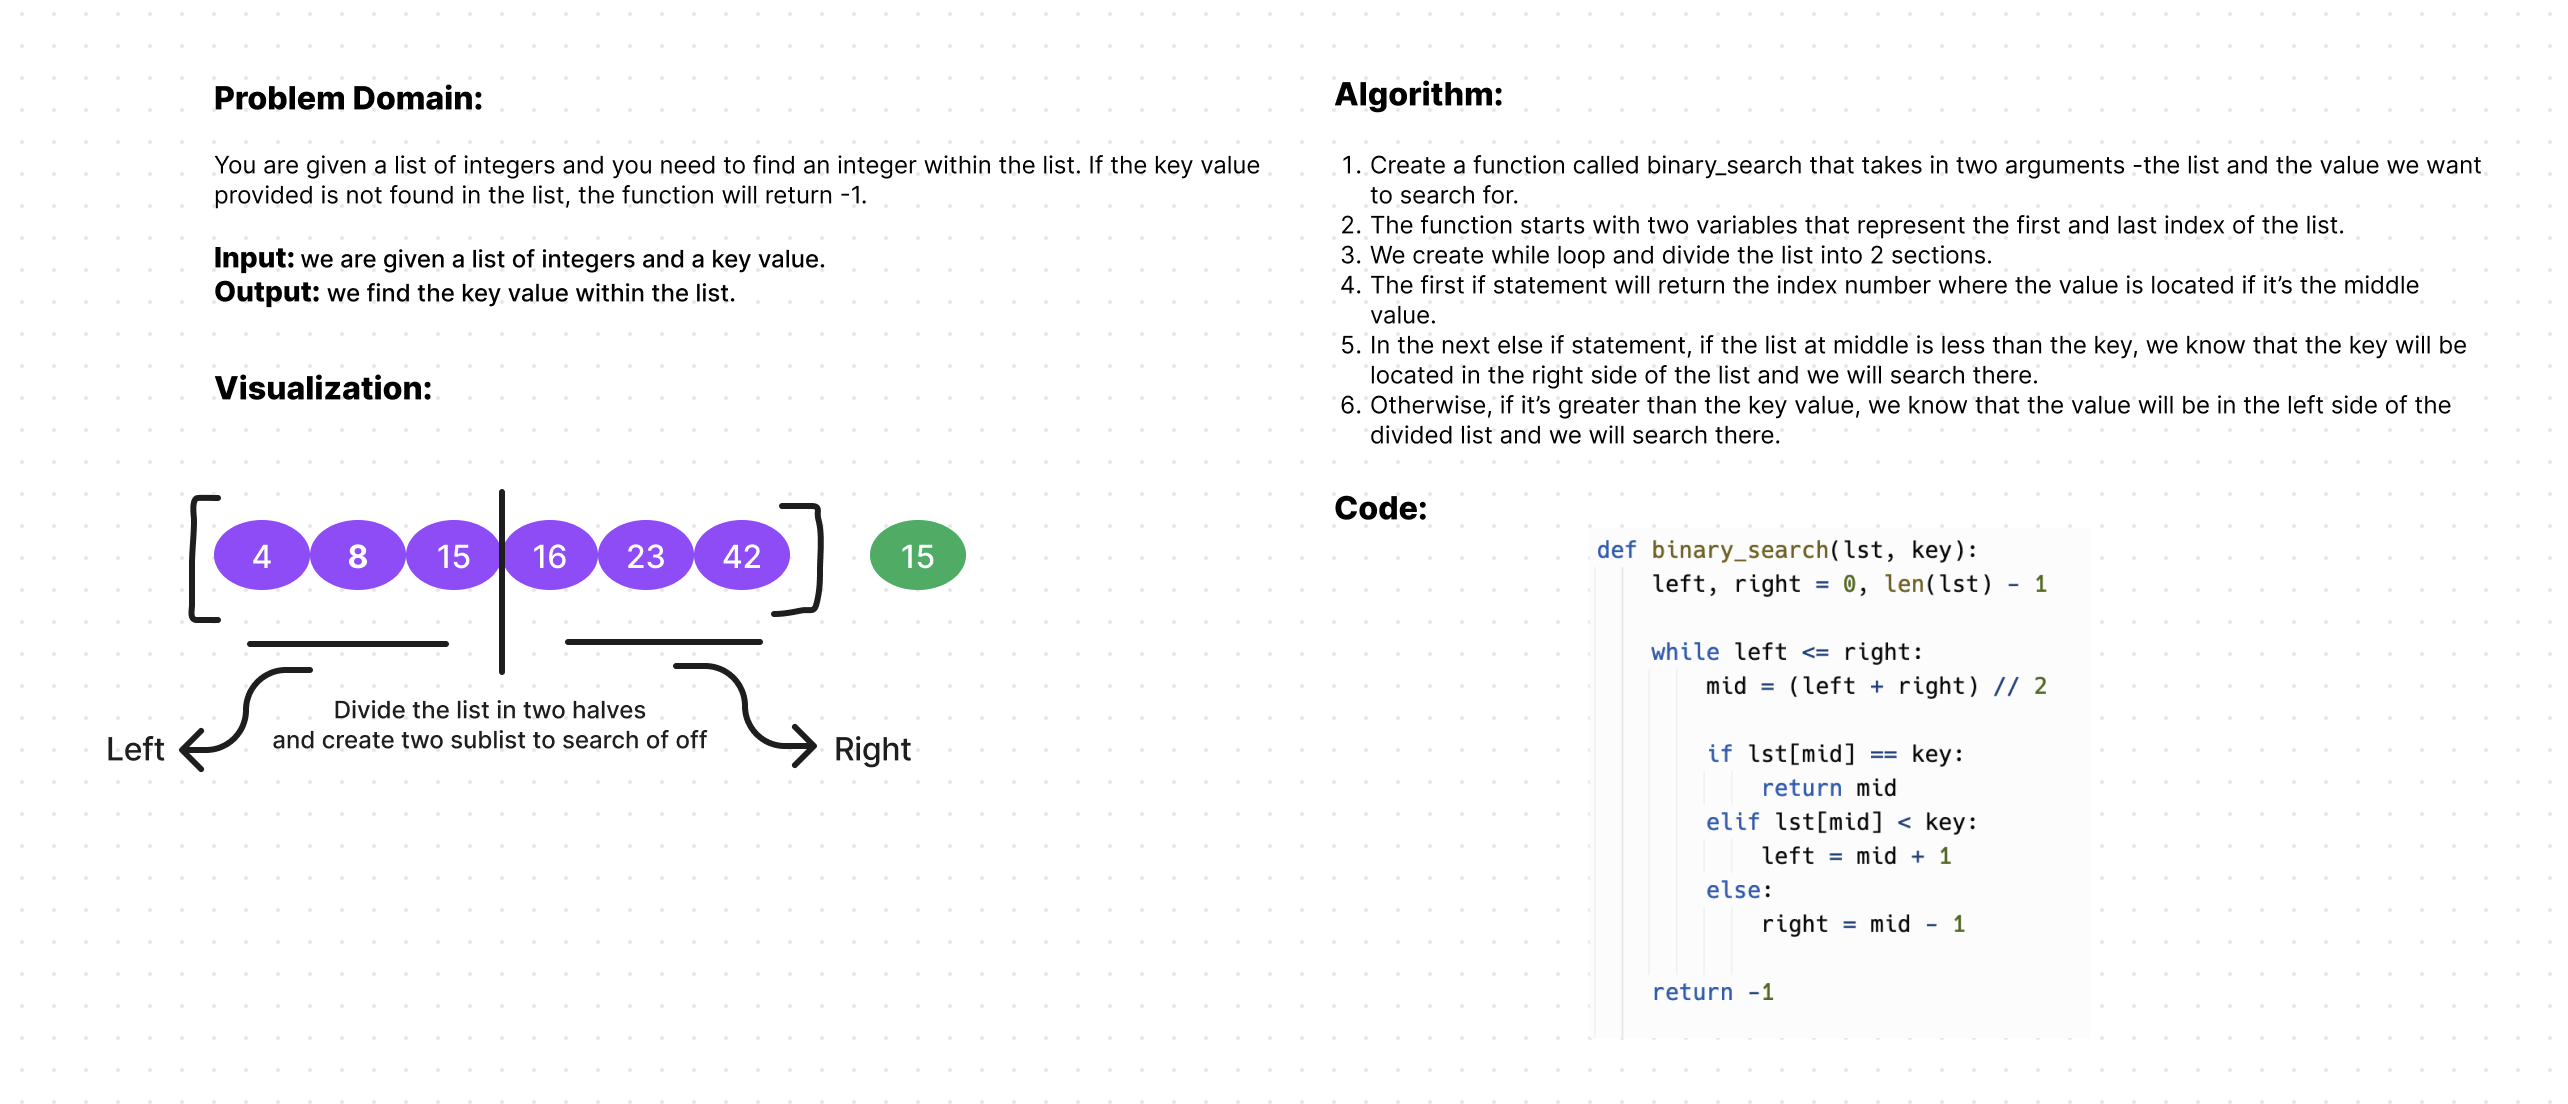 Problem Domain:
You are given a list of integers and you need to find an integer within the list. If the key value
provided is not found in the list, the function will return -1.
Input: we are given a list of integers and a key value.
Output: we find the key value within the list.
Visualization:
4 8 15 16 23 42 15
Divide the list in two halves
and create two sublist to search of off
Left
Right
Algorithm:
1. Create a function called binary_search that takes in two arguments -the list and the value we want
to search for.
2. The function starts with two variables that represent the first and last index of the list.
3. We create while loop and divide the list into 2 sections.
4. The first if statement will return the index number where the value is located if it’s the middle
value.
5. In the next else if statement, if the list at middle is less than the key, we know that the key will be
located in the right side of the list and we will search there.
6. Otherwise, if it’s greater than the key value, we know that the value will be in the left side of the
divided list and we will search there.
Code:
def binary_search(lst, key):
    left, right = 0, len(lst) - 1
    while left <= right:
        mid = (left + right) // 2
        if lst[mid] == key:
            return mid
        elif lst[mid] < key:
            left = mid + 1
        else:
            right = mid - 1
    return -1